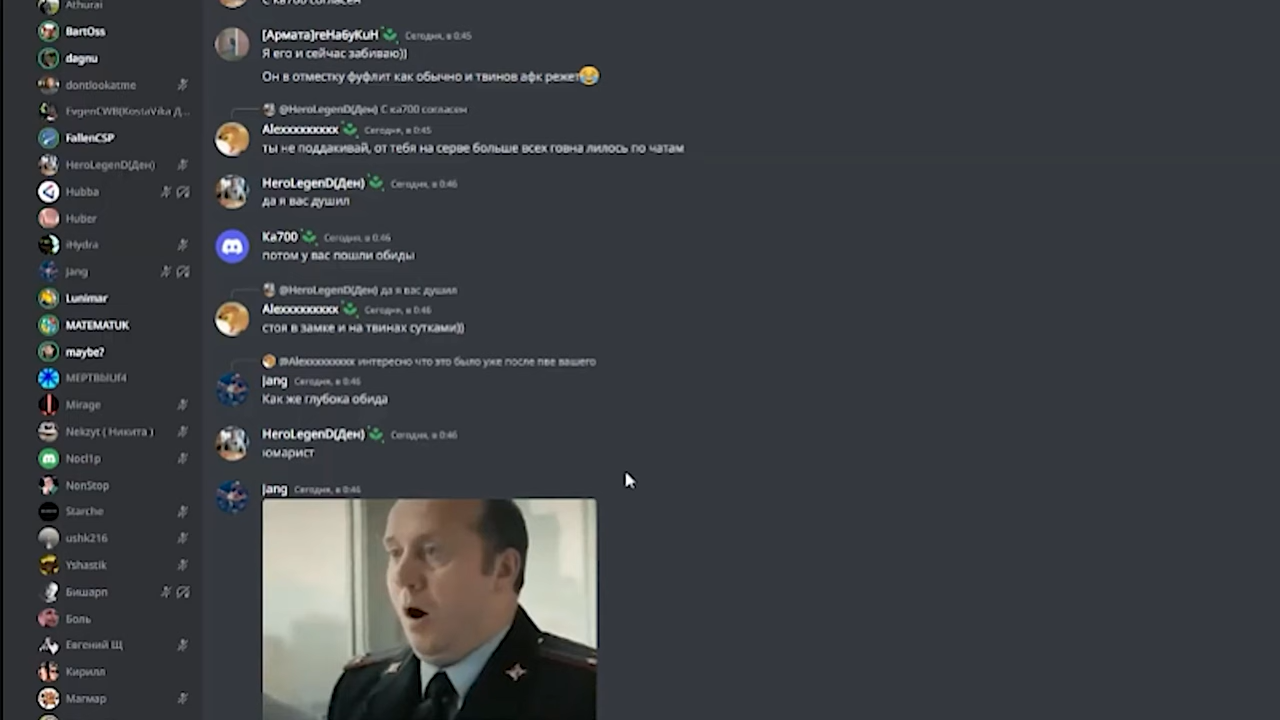 Athurai
BartOss
dagnu
dontlookatme
EvgenCWB(KostaVika Д...
FallenCSP
HeroLegenD(Ден)
Hubba
Huber
iHydra
Jang
Lunimar
MATEMATUK
maybe?
Mirage
Nekzyt ( Никита )
Nocl1p
NonStop
Starche
ushk216
Yshastik
Бишарп
Боль
Евгений Щ
Кирилл
Магмар
С ка700 согласен
[Армата]геНабуКиН Сегодня, в 0:45
Я его и сейчас забиваю))
Он в отместку фуфлит как обычно и твинов афк режет😂
@HeroLegenD(Ден) С ка700 согласен
Alexxxxxxxxx Сегодня, в 0:45
ты не поддакивай, от тебя на серве больше всех говна лилось по чатам
HeroLegenD(Ден) Сегодня, в 0:46
да я вас душил
Ka700 Сегодня, в 0:46
потом у вас пошли обиды
@HeroLegenD(Ден) да я вас душил
Alexxxxxxxxx Сегодня, в 0:46
стоя в замке и на твинах сутками))
@Alexxxxxxxxx интересно что это было уже после пве вашего
Jang Сегодня, в 0:46
Как же глубока обида
HeroLegenD(Ден) Сегодня, в 0:46
юмарист
Jang Сегодня, в 0:46